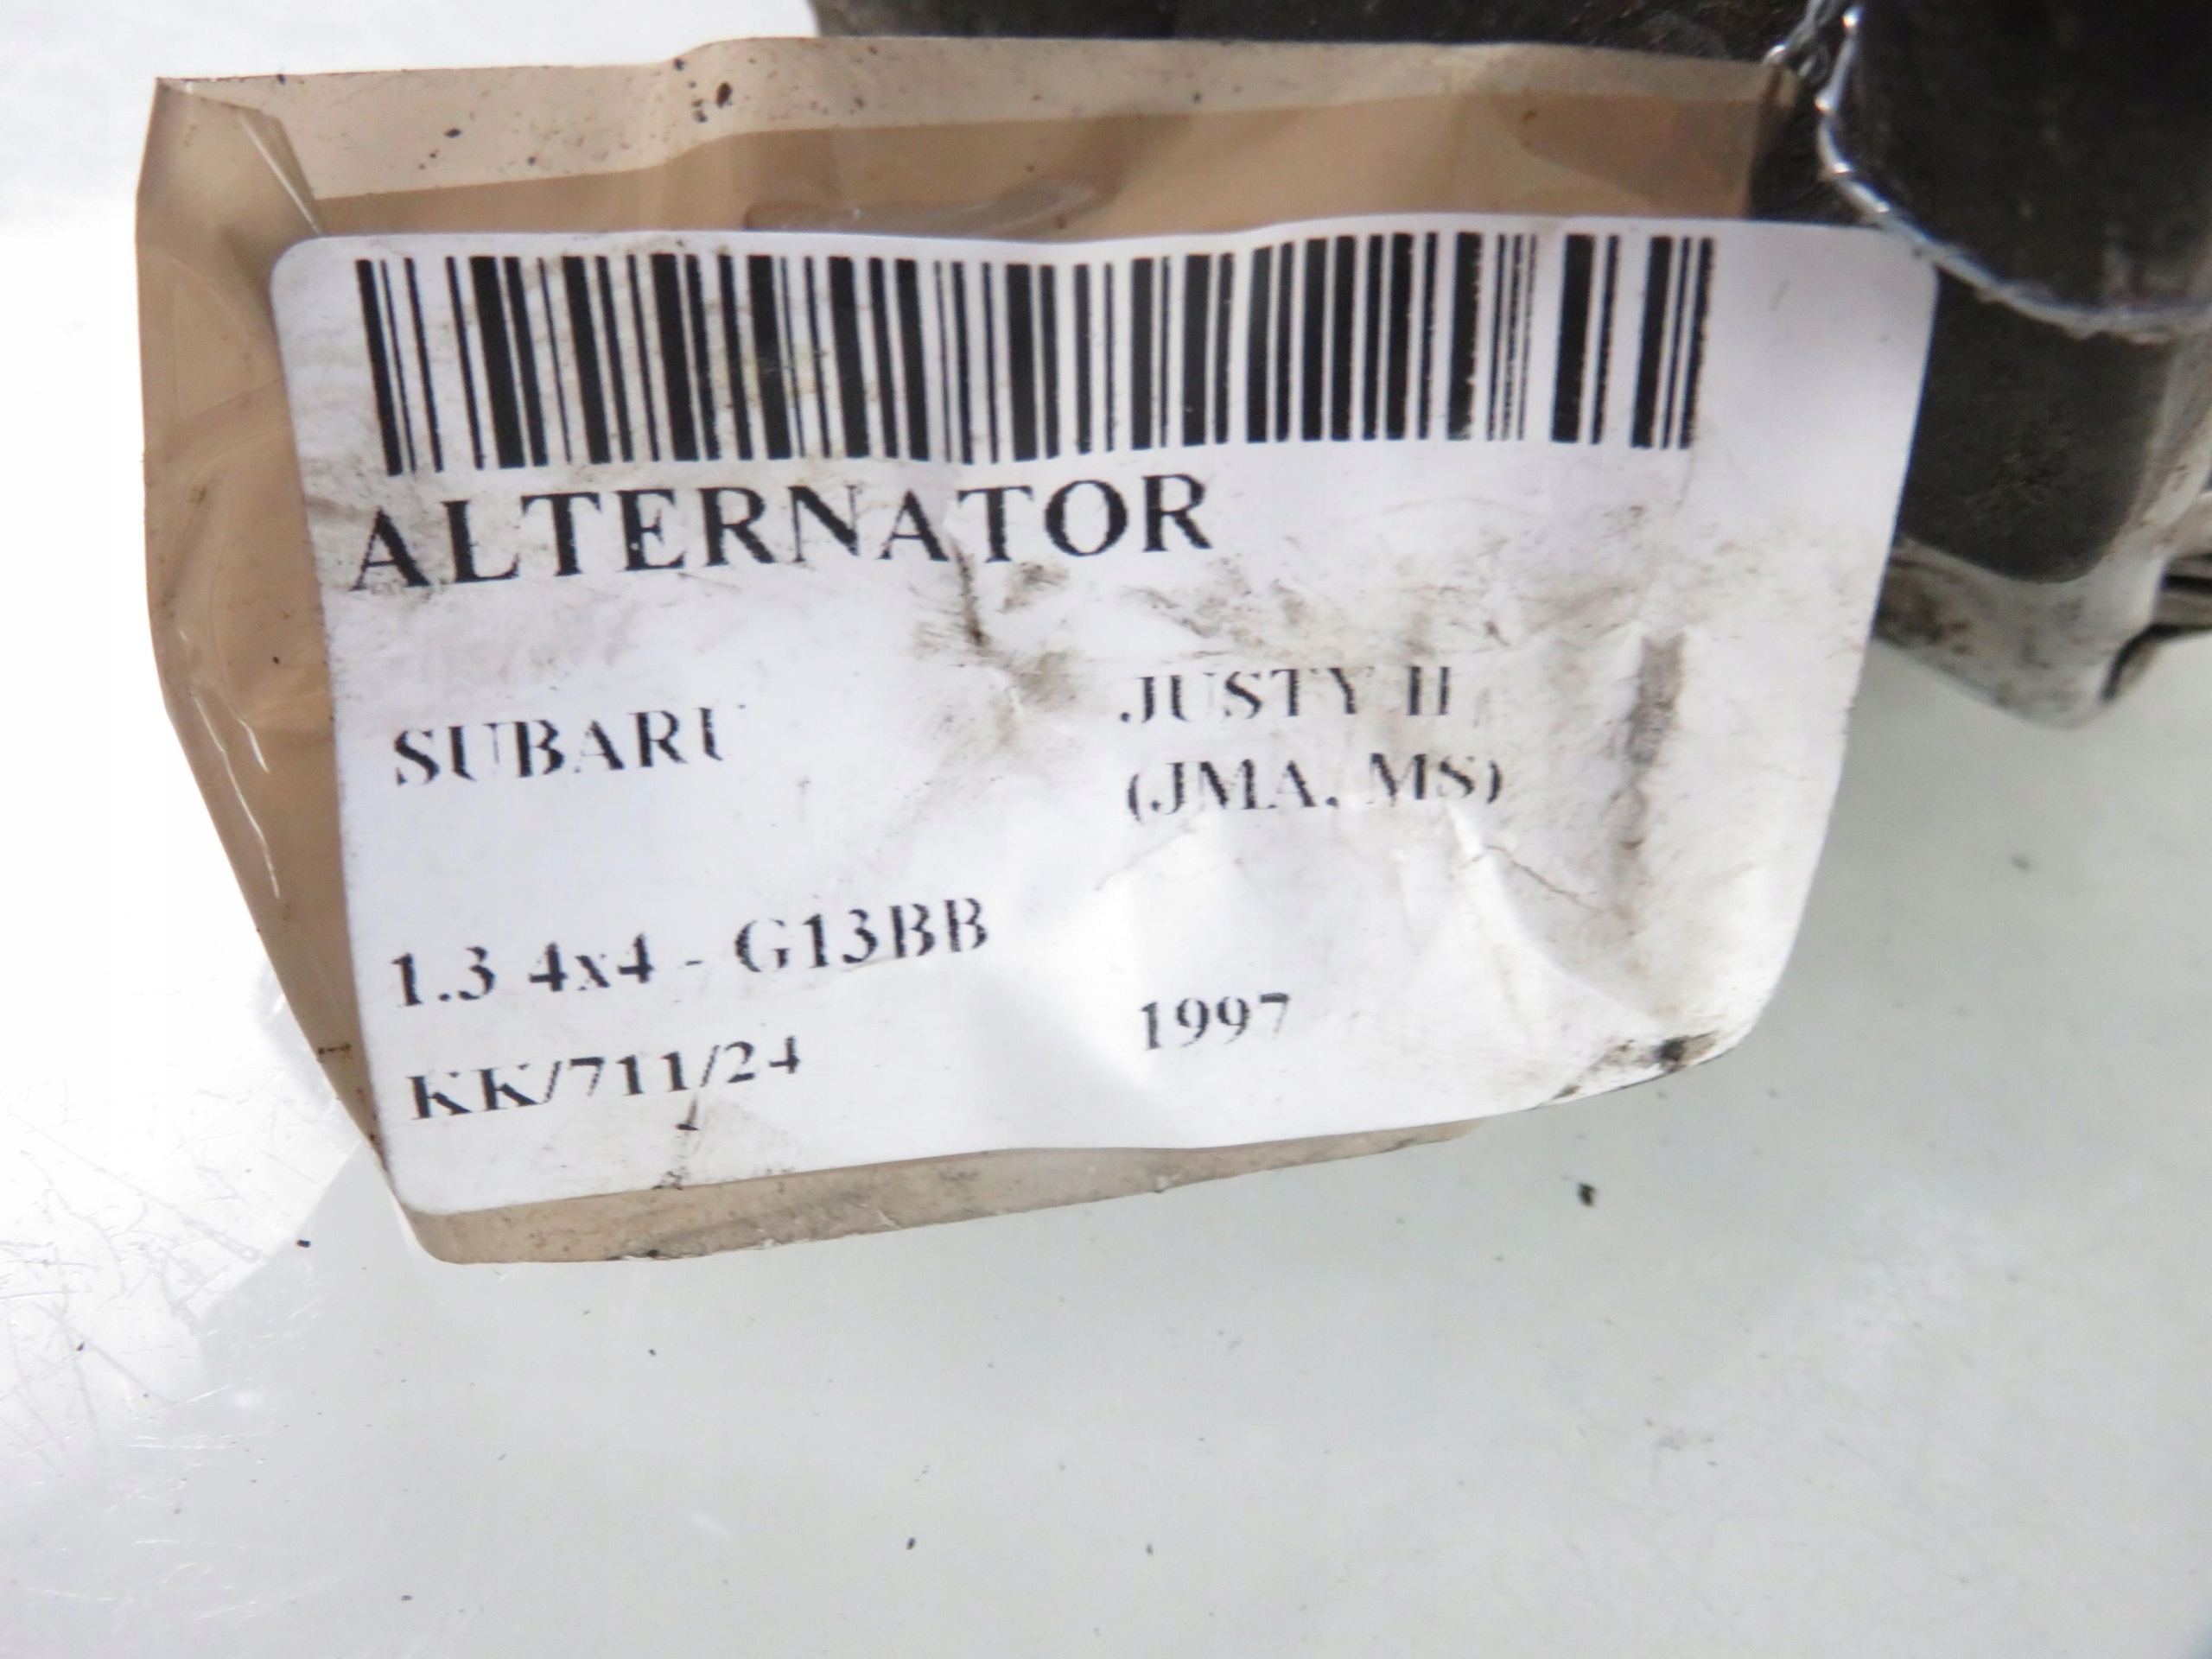 ALTERNATOR
SUBARU
JUSTY II
(JMA, MS)
1.3 4x4 - G13BB
1997
KK/711/24